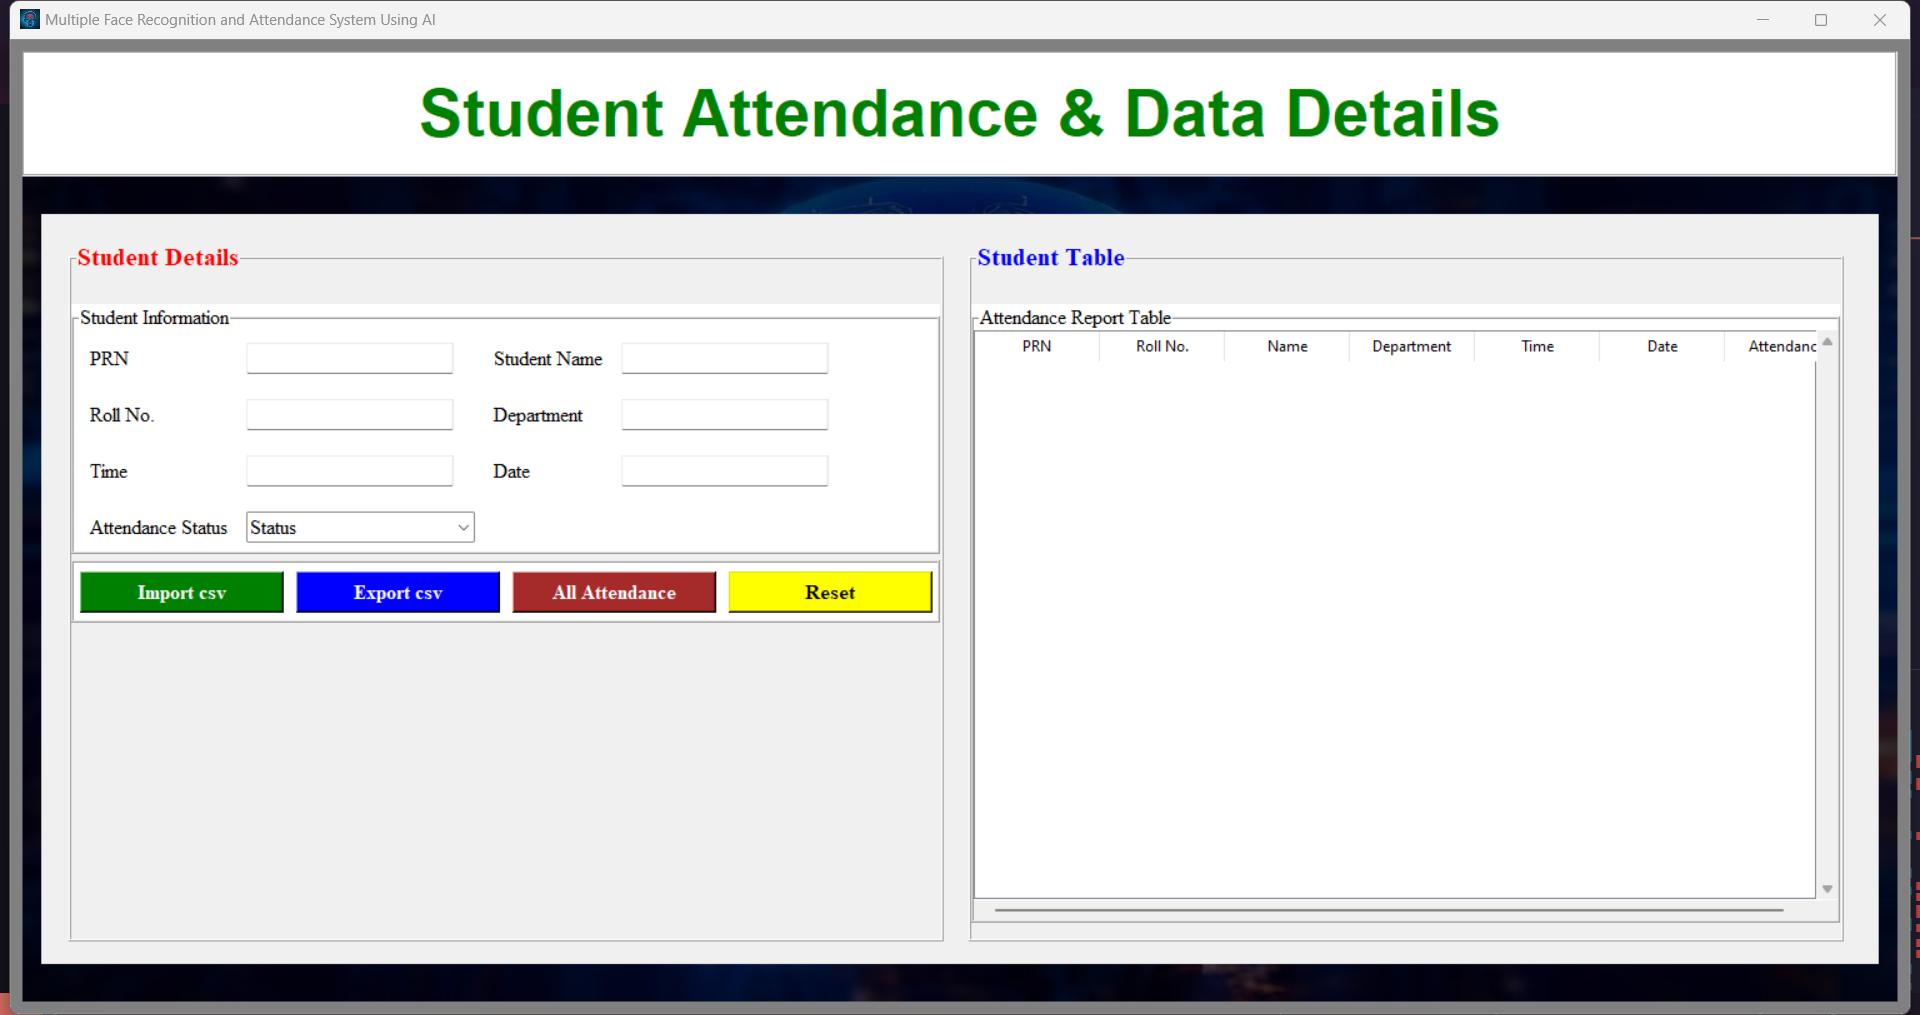 Multiple Face Recognition and Attendance System Using AI
Student Attendance & Data Details
Student Details
Student Information
PRN
Student Name
Roll No.
Department
Time
Date
Attendance Status
Status
Import csv
Export csv
All Attendance
Reset
Student Table
Attendance Report Table
PRN Roll No. Name Department Time Date Attendanc